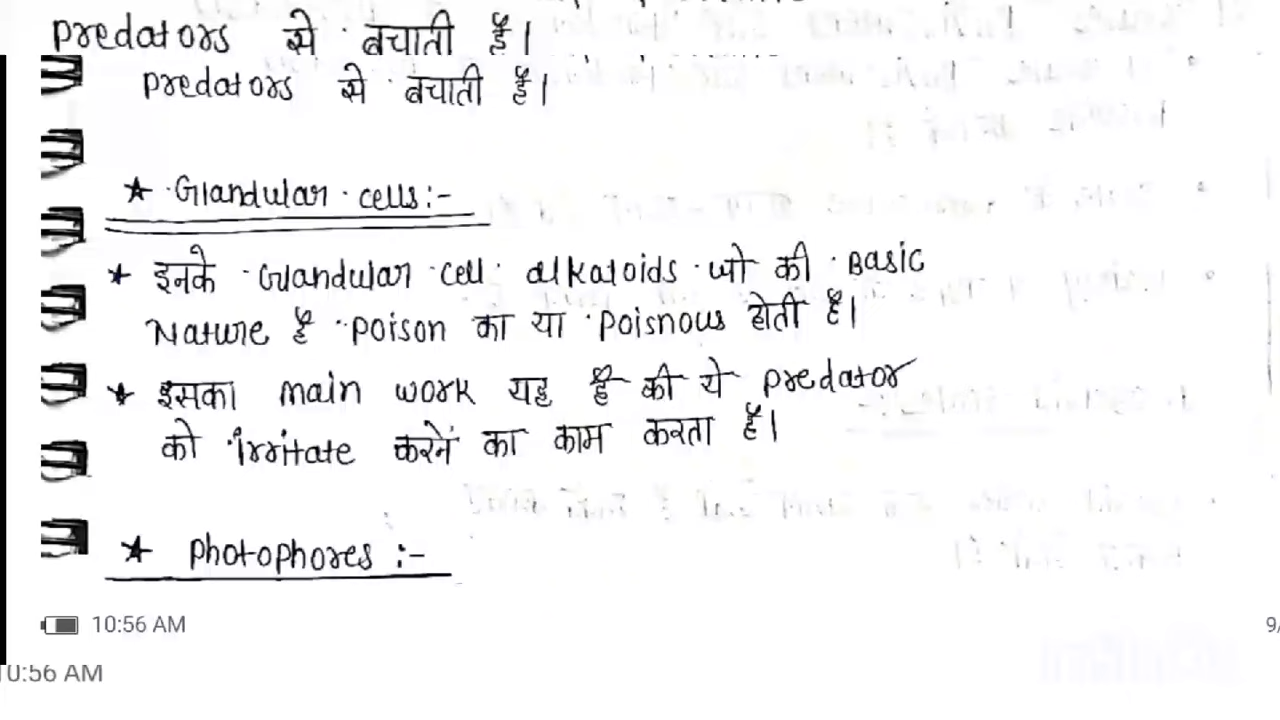 predators से बचाती है।
predators से बचाती है।
★ Glandular cells:-
★ इनके Glandular cell alkaloids जो की Basic
Nature है poison का या poisnous होती है।
★ इसका main work यह है की ये predator
को irritate करनें का काम करता है।
★ photophores :-
10:56 AM
9/
10:56 AM